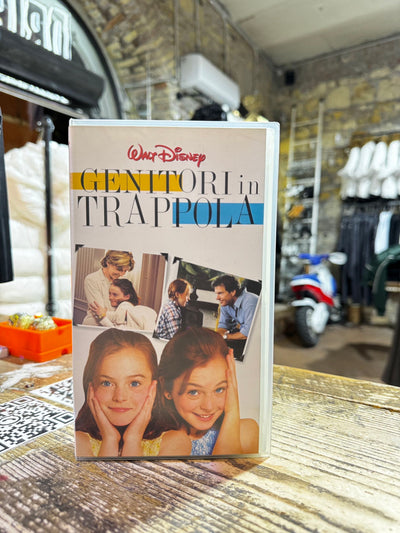 WALT DISNEY
GENITORI in
TRAPPOLA